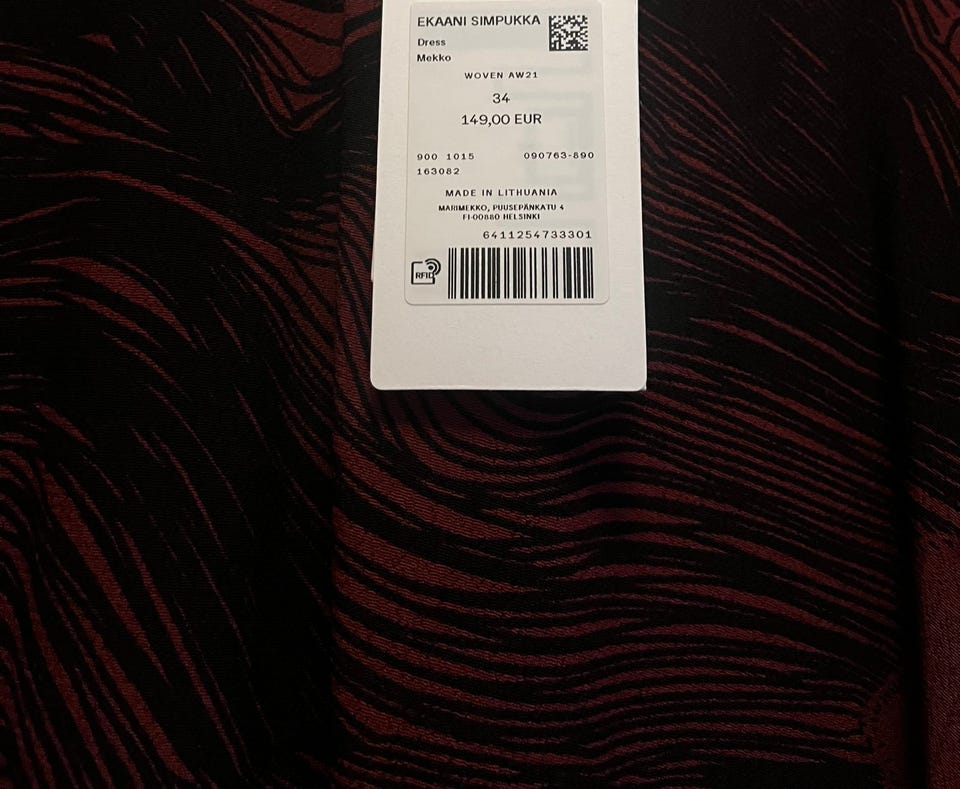 EKAANI SIMPUKKA
Dress
Mekko
WOVEN AW21
34
149,00 EUR
900 1015 090763-890
163082
MADE IN LITHUANIA
MARIMEKKO, PUUSEPÄNKATU 4
FI-00880 HELSINKI
6411254733301
RFID